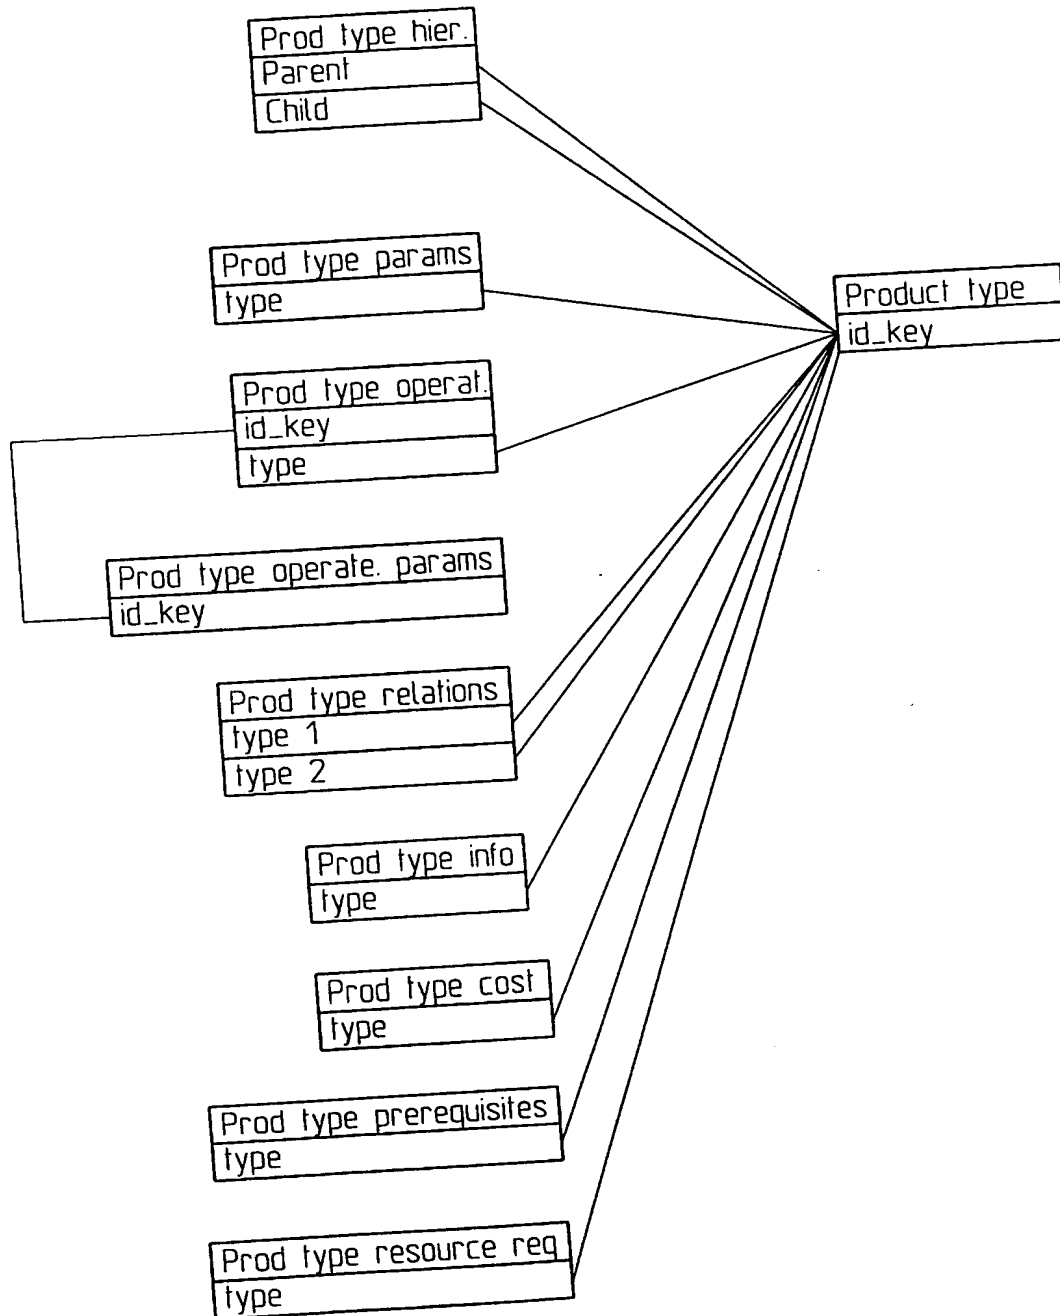 Prod type hier.
Parent
Child
Prod type params
type
Product type
id_key
Prod type operat.
id_key
type
Prod type operate. params
id_key
Prod type relations
type 1
type 2
Prod type info
type
Prod type cost
type
Prod type prerequisites
type
Prod type resource req
type